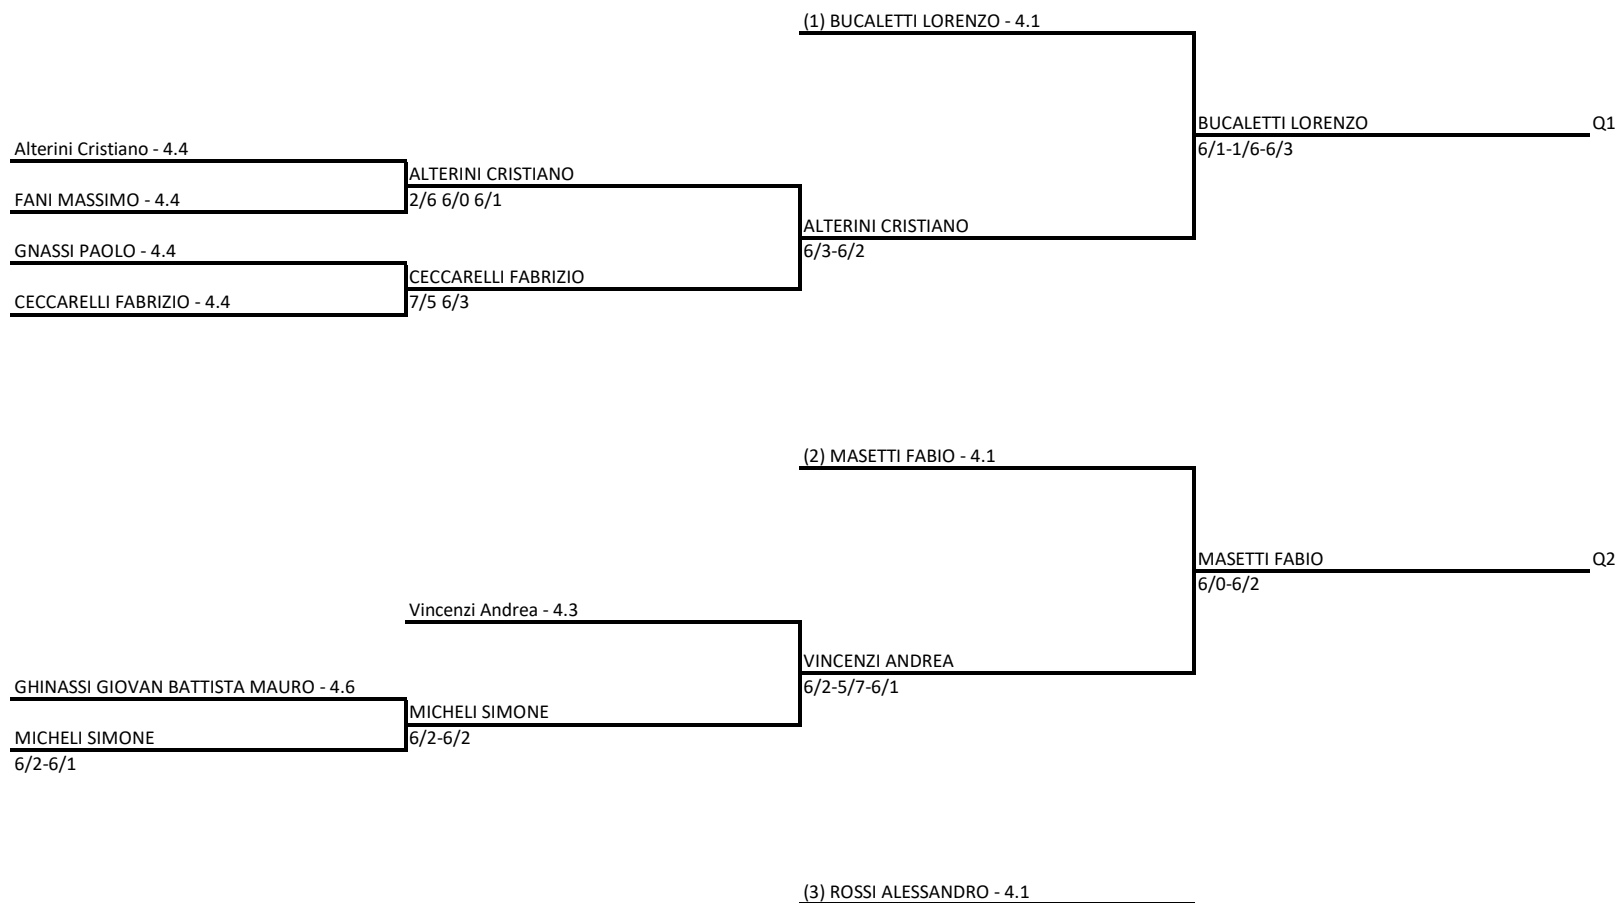 (1) BUCALETTI LORENZO - 4.1
BUCALETTI LORENZO
Q1
6/1-1/6-6/3
Alterini Cristiano - 4.4
ALTERINI CRISTIANO
2/6 6/0 6/1
FANI MASSIMO - 4.4
ALTERINI CRISTIANO
6/3-6/2
GNASSI PAOLO - 4.4
CECCARELLI FABRIZIO
7/5 6/3
CECCARELLI FABRIZIO - 4.4
(2) MASETTI FABIO - 4.1
MASETTI FABIO
Q2
6/0-6/2
Vincenzi Andrea - 4.3
VINCENZI ANDREA
6/2-5/7-6/1
GHINASSI GIOVAN BATTISTA MAURO - 4.6
MICHELI SIMONE
6/2-6/2
MICHELI SIMONE
6/2-6/1
(3) ROSSI ALESSANDRO - 4.1